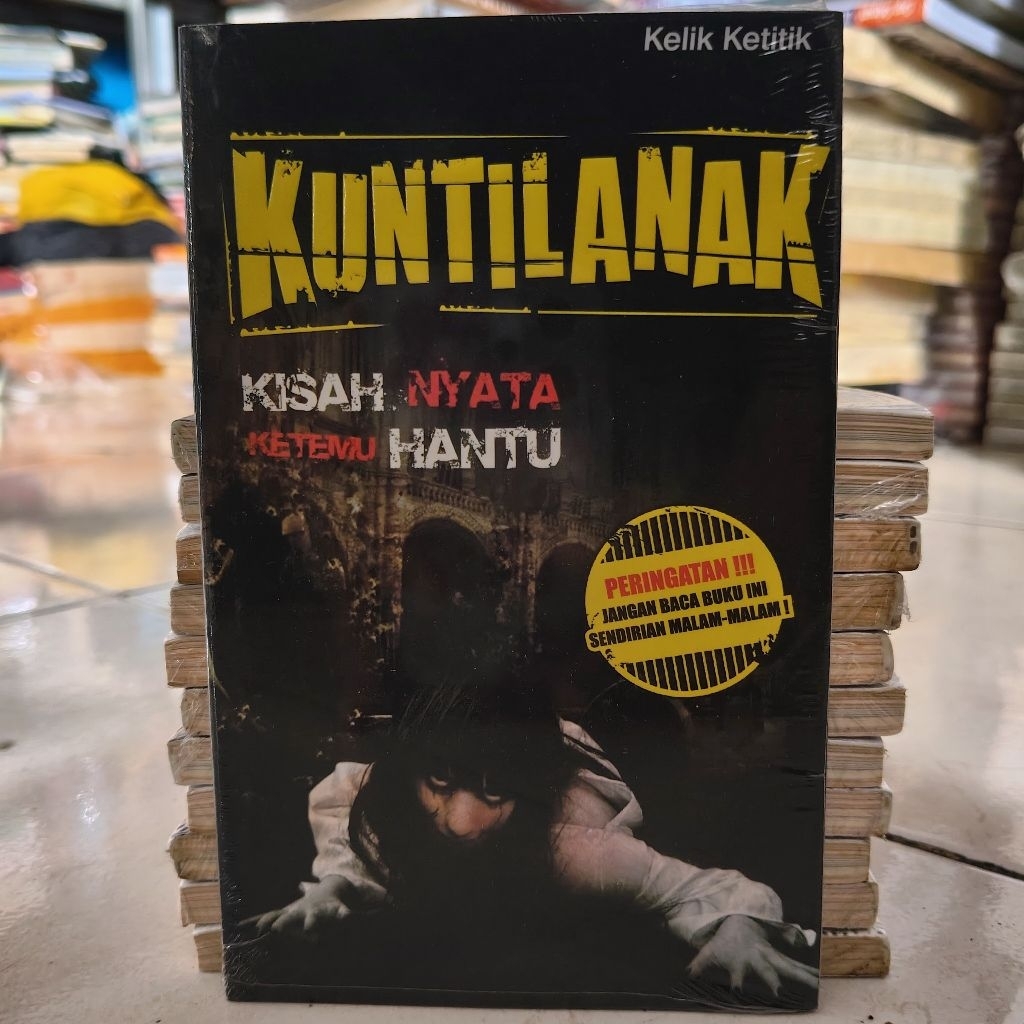 Kelik Ketitik
KUNTILANAK
KISAH NYATA
KETEMU HANTU
PERINGATAN !!!
JANGAN BACA BUKU INI
SENDIRIAN MALAM-MALAM !